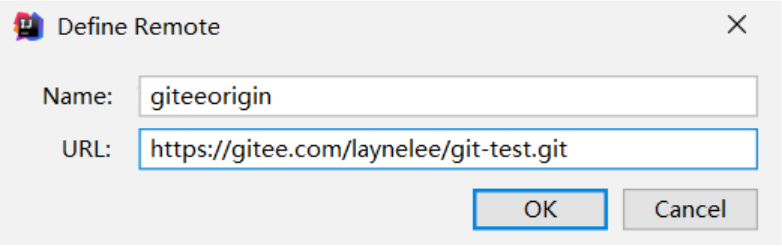 Define Remote
Name: giteeorigin
URL: https://gitee.com/laynelee/git-test.git
OK Cancel